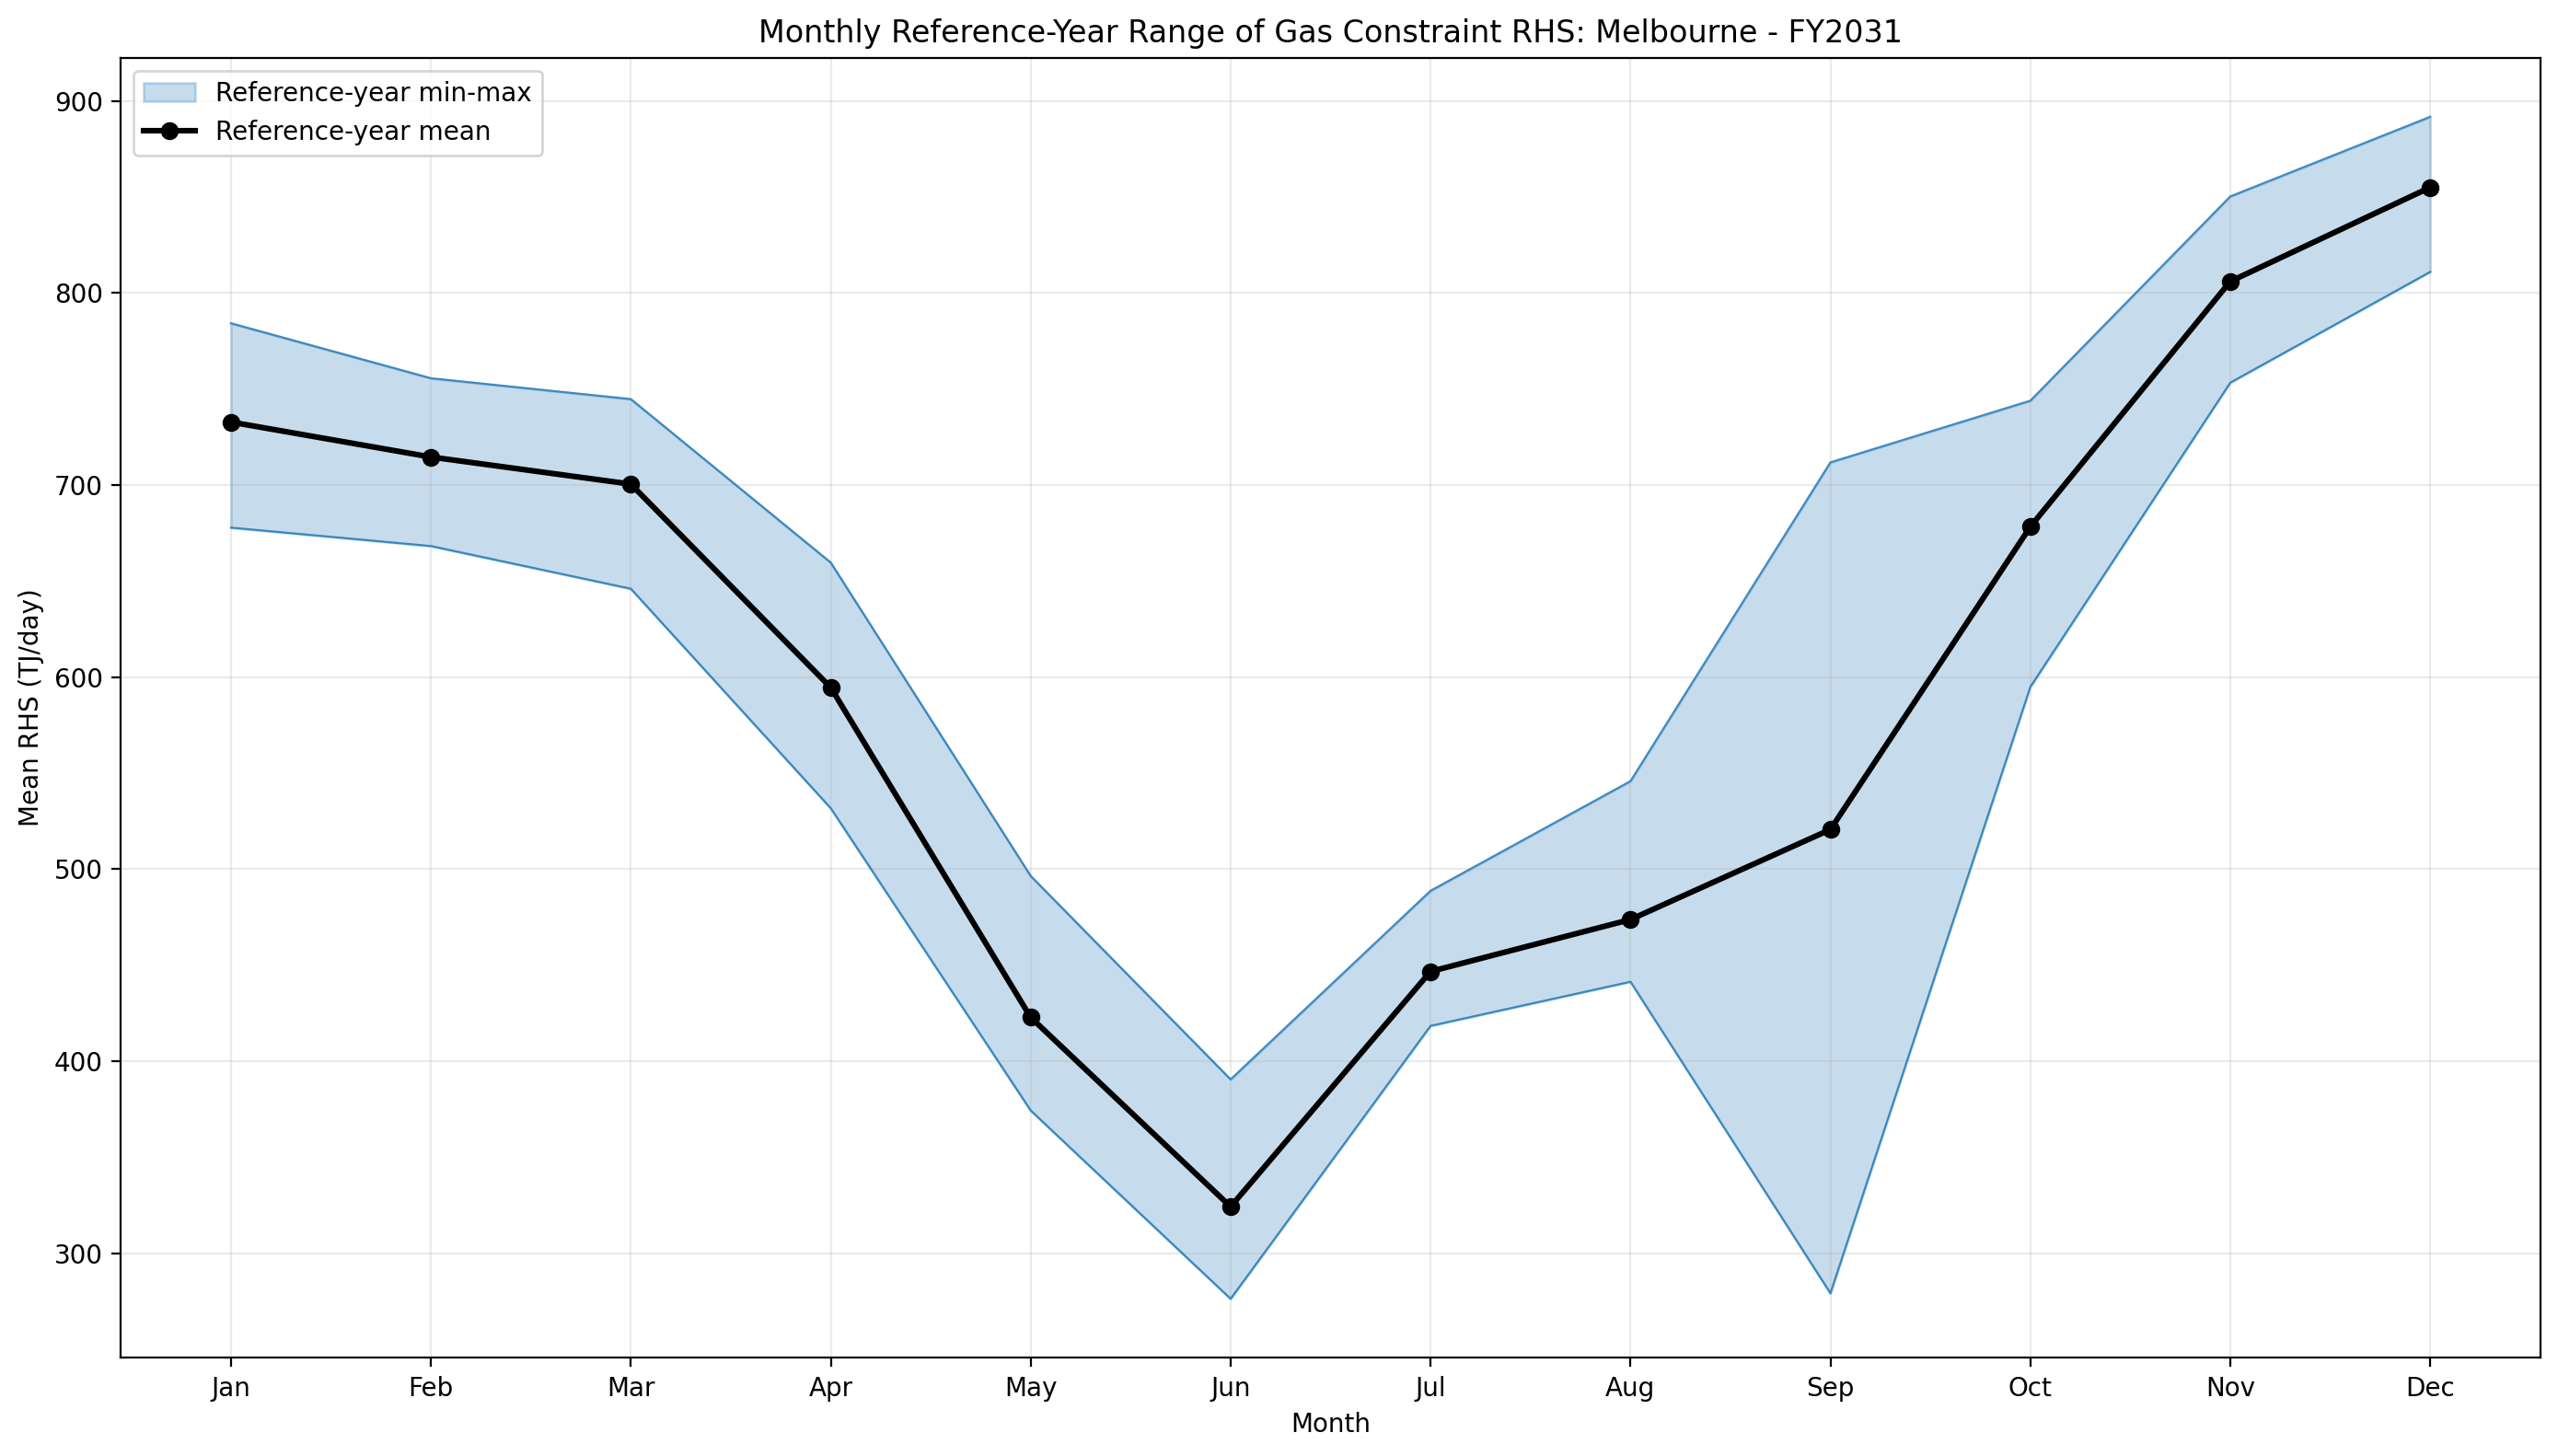 Monthly Reference-Year Range of Gas Constraint RHS: Melbourne - FY2031
Reference-year min-max
Reference-year mean
900
800
700
600
500
400
300
Mean RHS (TJ/day)
Jan Feb Mar Apr May Jun Jul Aug Sep Oct Nov Dec
Month